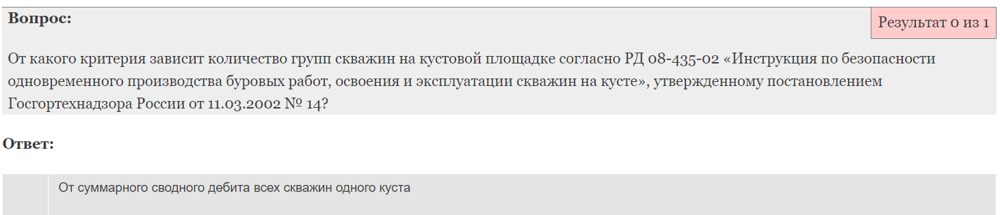 Вопрос:
Результат 0 из 1
От какого критерия зависит количество групп скважин на кустовой площадке согласно РД 08-435-02 «Инструкция по безопасности
одновременного производства буровых работ, освоения и эксплуатации скважин на кусте», утвержденному постановлением
Госгортехнадзора России от 11.03.2002 № 14?
Ответ:
От суммарного сводного дебита всех скважин одного куста